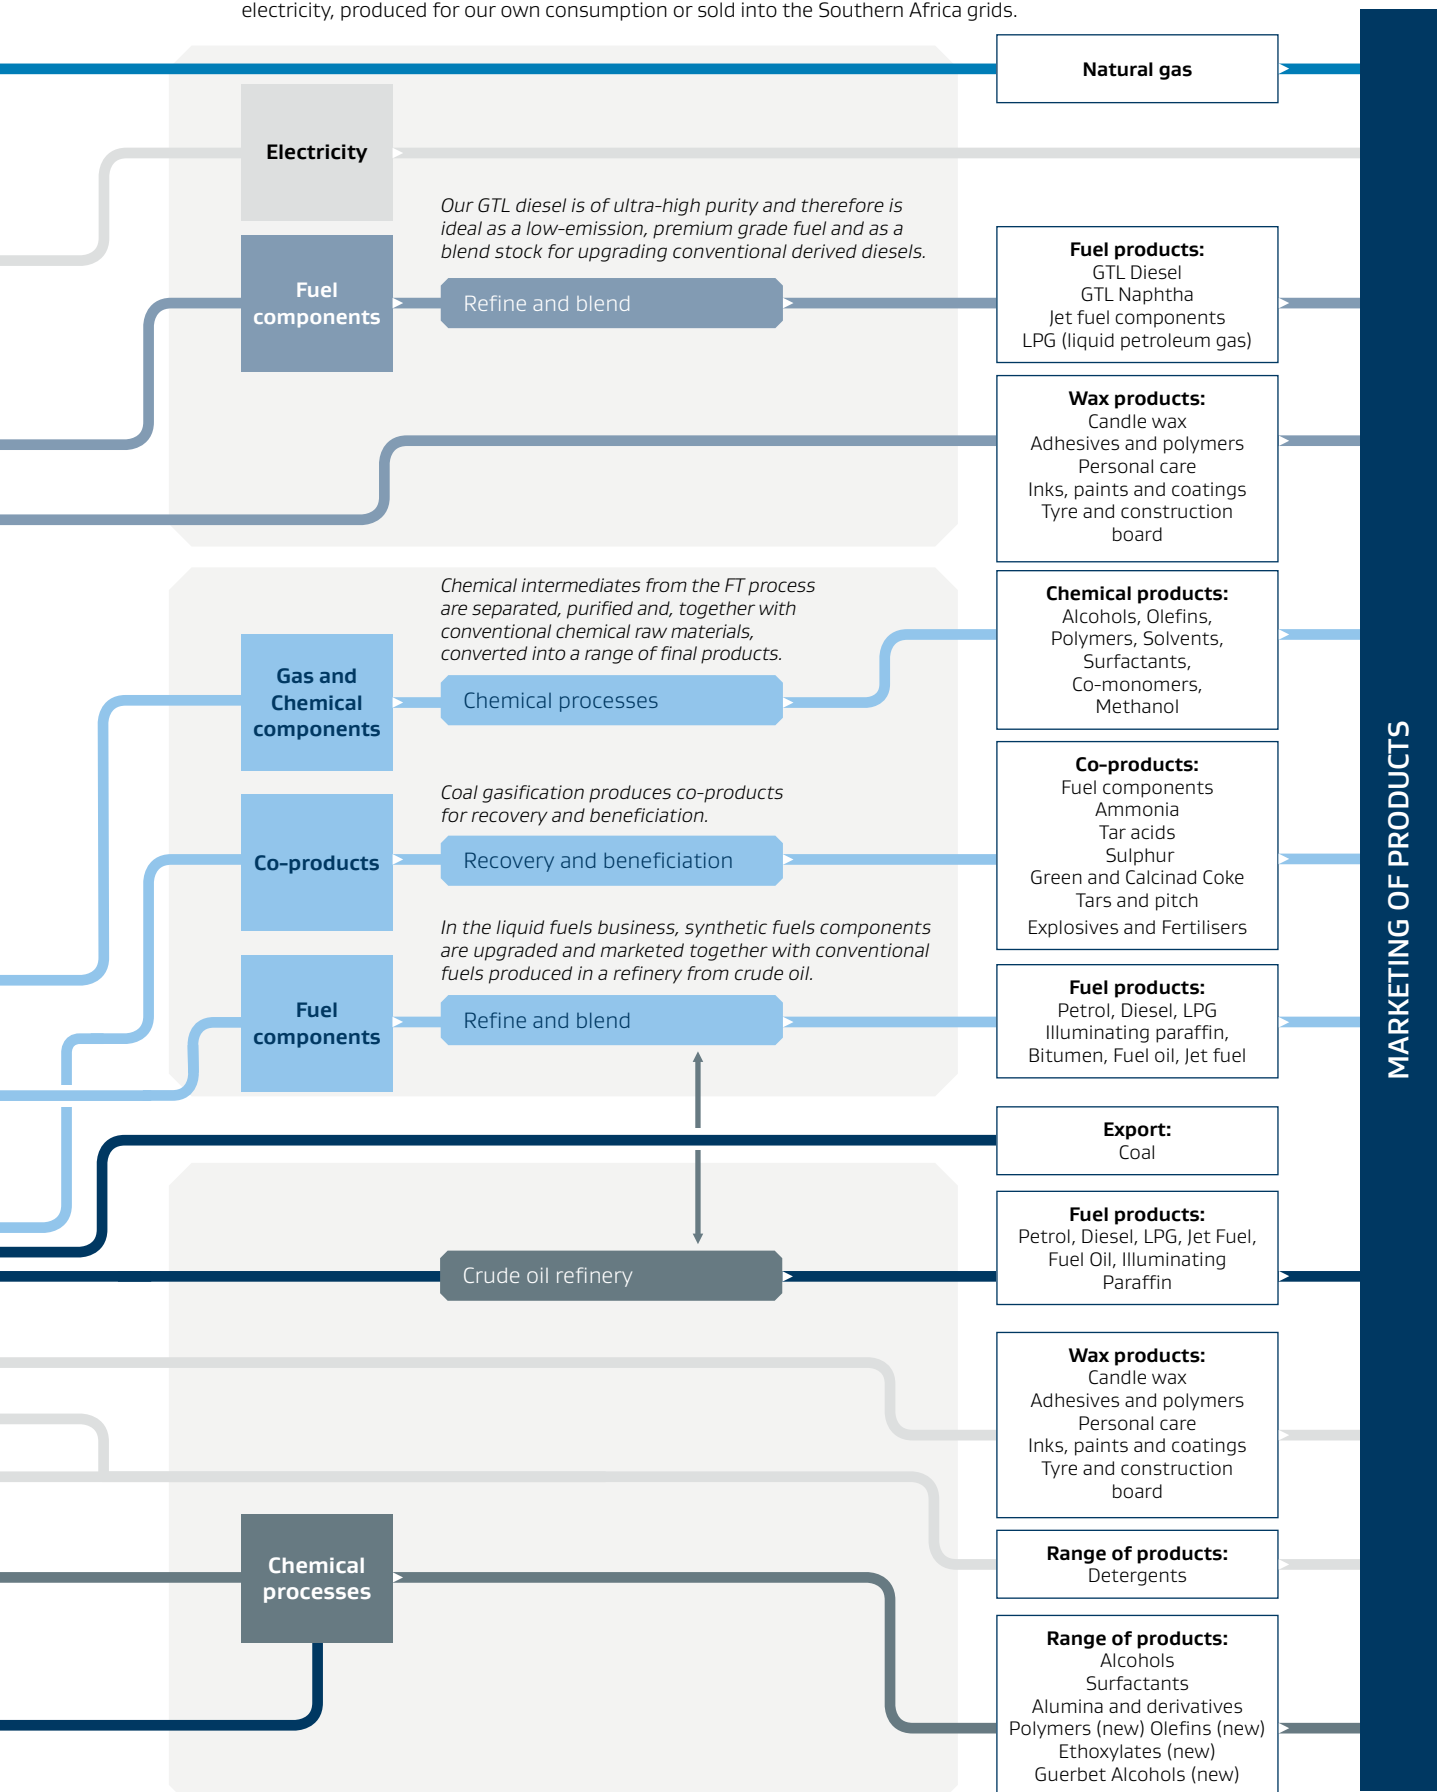 electricity, produced for our own consumption or sold into the Southern Africa grids.
Natural gas
Electricity
Our GTL diesel is of ultra-high purity and therefore is
ideal as a low-emission, premium grade fuel and as a
blend stock for upgrading conventional derived diesels.
Fuel
components
Refine and blend
Fuel products:
GTL Diesel
GTL Naphtha
Jet fuel components
LPG (liquid petroleum gas)
Wax products:
Candle wax
Adhesives and polymers
Personal care
Inks, paints and coatings
Tyre and construction
board
Chemical intermediates from the FT process
are separated, purified and, together with
conventional chemical raw materials,
converted into a range of final products.
Gas and
Chemical
components
Chemical processes
Chemical products:
Alcohols, Olefins,
Polymers, Solvents,
Surfactants,
Co-monomers,
Methanol
Coal gasification produces co-products
for recovery and beneficiation.
Co-products
Recovery and beneficiation
Co-products:
Fuel components
Ammonia
Tar acids
Sulphur
Green and Calcinad Coke
Tars and pitch
Explosives and Fertilisers
In the liquid fuels business, synthetic fuels components
are upgraded and marketed together with conventional
fuels produced in a refinery from crude oil.
Fuel
components
Refine and blend
Fuel products:
Petrol, Diesel, LPG
Illuminating paraffin,
Bitumen, Fuel oil, Jet fuel
Export:
Coal
Crude oil refinery
Fuel products:
Petrol, Diesel, LPG, Jet Fuel,
Fuel Oil, Illuminating
Paraffin
Wax products:
Candle wax
Adhesives and polymers
Personal care
Inks, paints and coatings
Tyre and construction
board
Range of products:
Detergents
Chemical
processes
Range of products:
Alcohols
Surfactants
Alumina and derivatives
Polymers (new) Olefins (new)
Ethoxylates (new)
Guerbet Alcohols (new)
MARKETING OF PRODUCTS